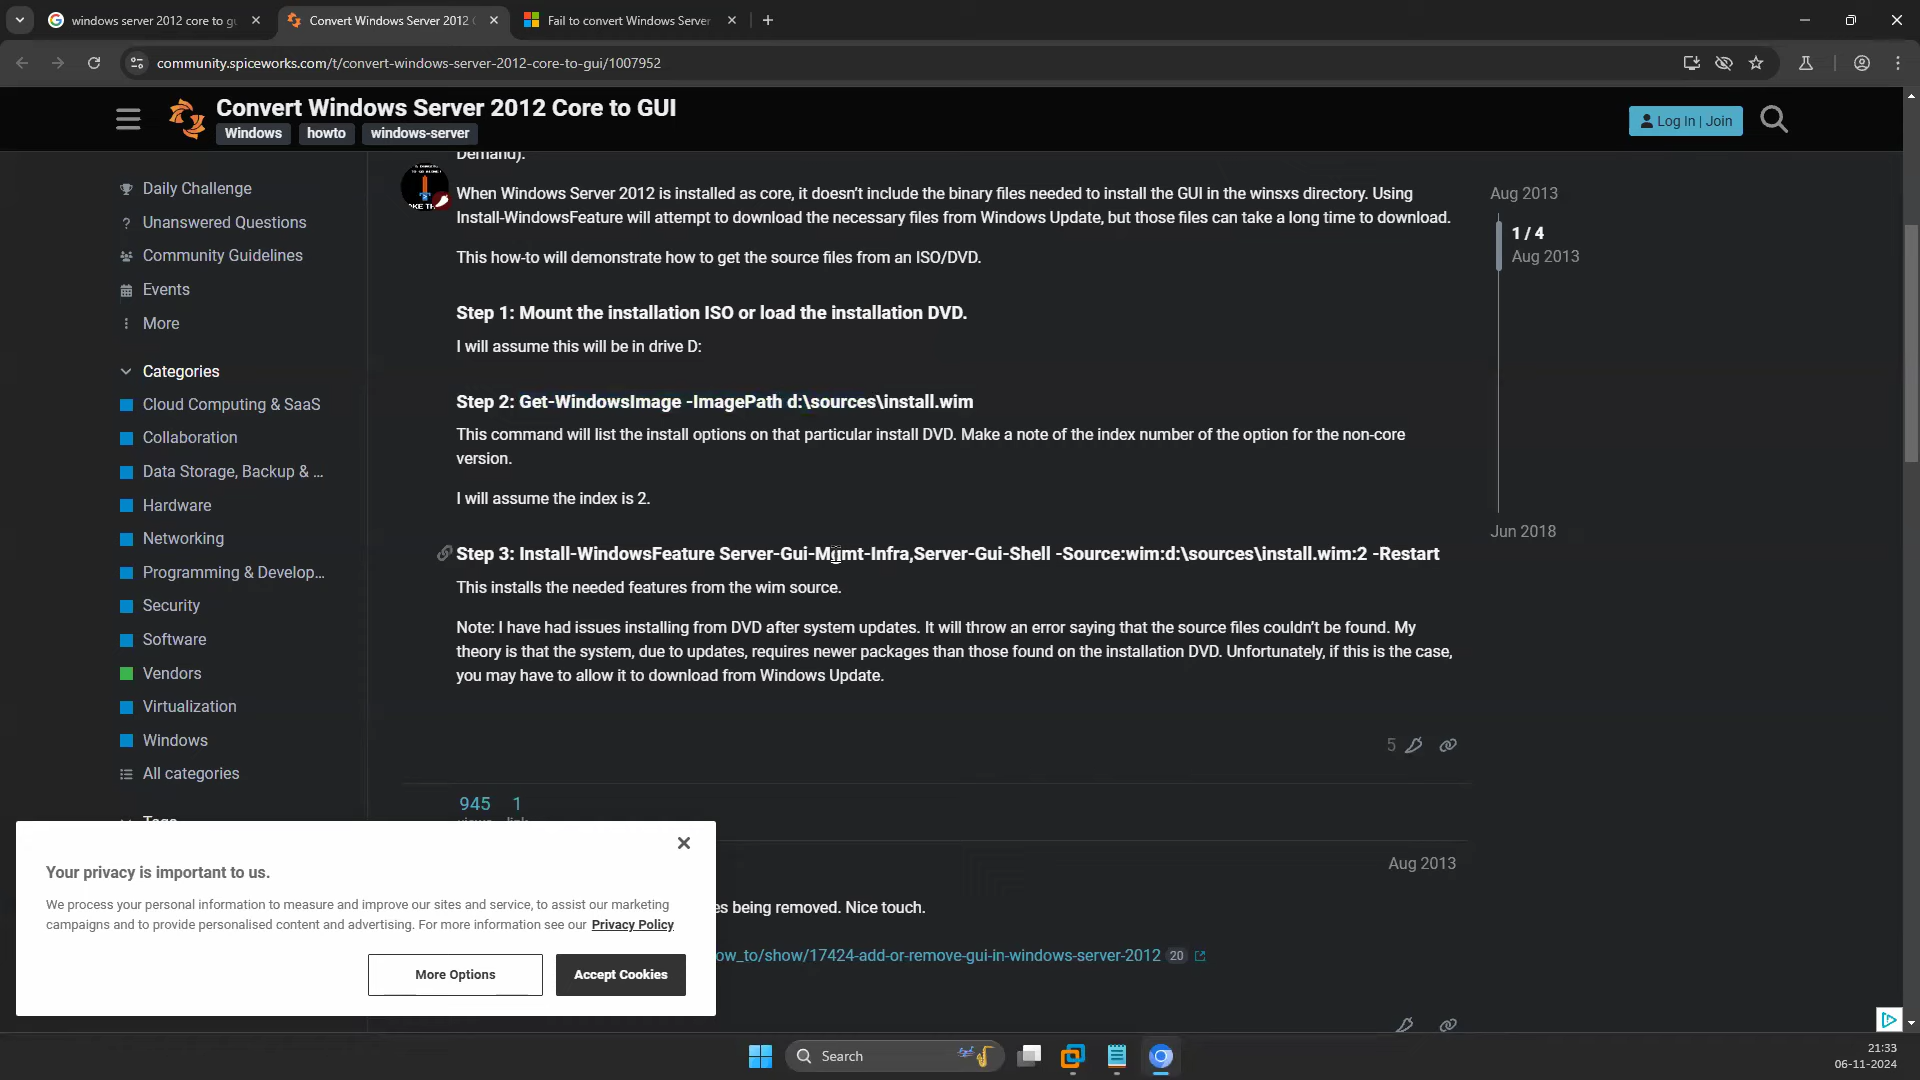 windows server 2012 core to gu
Convert Windows Server 2012
Fail to convert Windows Server
community.spiceworks.com/t/convert-windows-server-2012-core-to-gui/1007952
Convert Windows Server 2012 Core to GUI
Windows howto windows-server
Log In | Join
Daily Challenge
Unanswered Questions
Community Guidelines
Events
More
Categories
Cloud Computing & SaaS
Collaboration
Data Storage, Backup & ...
Hardware
Networking
Programming & Develop...
Security
Software
Vendors
Virtualization
Windows
All categories
Tags
Demand).
When Windows Server 2012 is installed as core, it doesn't include the binary files needed to install the GUI in the winsxs directory. Using
Install-WindowsFeature will attempt to download the necessary files from Windows Update, but those files can take a long time to download.
This how-to will demonstrate how to get the source files from an ISO/DVD.
Step 1: Mount the installation ISO or load the installation DVD.
I will assume this will be in drive D:
Step 2: Get-WindowsImage -ImagePath d:\sources\install.wim
This command will list the install options on that particular install DVD. Make a note of the index number of the option for the non-core
version.
I will assume the index is 2.
Step 3: Install-WindowsFeature Server-Gui-Mgmt-Infra,Server-Gui-Shell -Source:wim:d:\sources\install.wim:2 -Restart
This installs the needed features from the wim source.
Note: I have had issues installing from DVD after system updates. It will throw an error saying that the source files couldn't be found. My
theory is that the system, due to updates, requires newer packages than those found on the installation DVD. Unfortunately, if this is the case,
you may have to allow it to download from Windows Update.
5
945 1
views link
Aug 2013
es being removed. Nice touch.
ow_to/show/17424-add-or-remove-gui-in-windows-server-2012 20
Aug 2013
1 / 4
Aug 2013
Jun 2018
Your privacy is important to us.
We process your personal information to measure and improve our sites and service, to assist our marketing
campaigns and to provide personalised content and advertising. For more information see our Privacy Policy
More Options
Accept Cookies
Search
21:33
06-11-2024